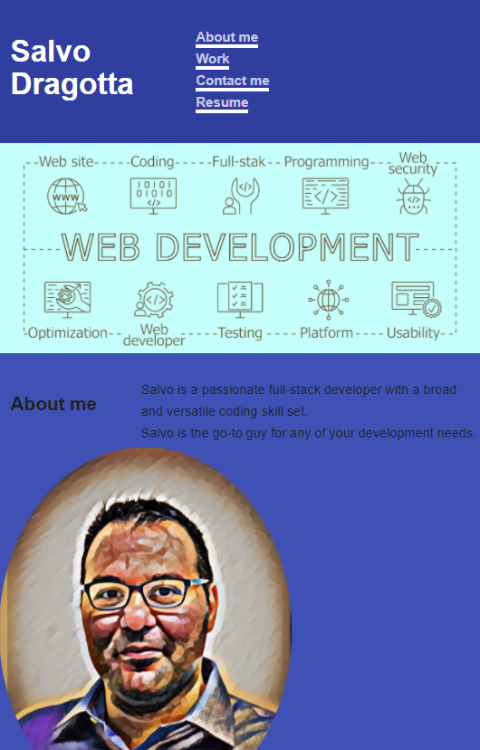 Salvo
Dragotta
About me
Work
Contact me
Resume
Web site
Coding
Full-stak
Programming
Web
security
WWW
10101
01010
WEB DEVELOPMENT
Optimization
Web
developer
Testing
Platform
Usability
About me
Salvo is a passionate full-stack developer with a broad
and versatile coding skill set.
Salvo is the go-to guy for any of your development needs.